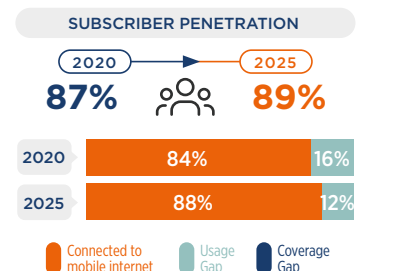 SUBSCRIBER PENETRATION
2020 2025
87% 89%
2020 84% 16%
2025 88% 12%
Connected to Usage Coverage
mobile internet Gap Gap